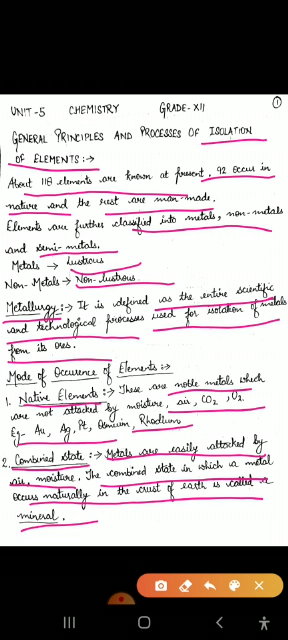 1
UNIT-5 CHEMISTRY GRADE-XII
GENERAL PRINCIPLES AND PROCESSES OF ISOLATION
OF ELEMENTS :→
About 118 elements are known at present, 92 occur in
nature and the rest are man-made.
Elements are further classified into metals, non-metals
and semi-metals.
Metals → Lustrous
Non-Metals → Non-lustrous.
Metallurgy :→ It is defined as the entire scientific
and technological processes used for isolation of metals
from its ores.
Mode of Occurence of Elements :→
1. Native Elements :→ These are noble metals which
are not attacked by moisture, air, CO2, O2.
Eg- Au, Ag, Pt, Osmium, Rhodium
2. Combined State :→ Metals are easily attacked by
air, moisture. The combined state in which a metal
occurs naturally in the crust of earth is called a
mineral.